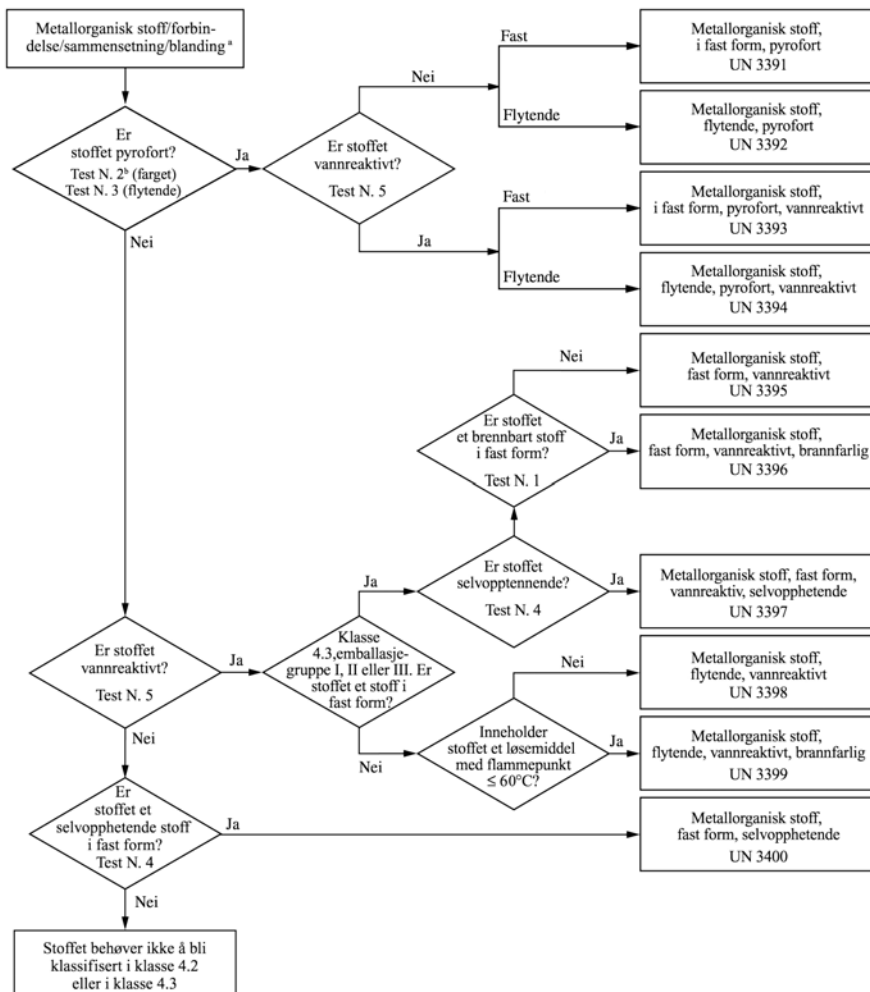 Metallorganisk stoff/forbin-
delse/sammensetning/blanding ᵃ
Er
stoffet pyrofort?
Test N. 2ᵇ (farget)
Test N. 3 (flytende)
Ja
Nei
Er stoffet
vannreaktivt?
Test N. 5
Nei
Ja
Fast
Flytende
Fast
Flytende
Metallorganisk stoff,
i fast form, pyrofort
UN 3391
Metallorganisk stoff,
flytende, pyrofort
UN 3392
Metallorganisk stoff,
i fast form, pyrofort, vannreaktivt
UN 3393
Metallorganisk stoff,
flytende, pyrofort, vannreaktivt
UN 3394
Nei
Metallorganisk stoff,
fast form, vannreaktivt
UN 3395
Er stoffet
et brennbart stoff
i fast form?
Test N. 1
Ja
Metallorganisk stoff,
fast form, vannreaktivt, brannfarlig
UN 3396
Er stoffet
selvopptennende?
Test N. 4
Ja
Ja
Metallorganisk stoff, fast form,
vannreaktiv, selvopphetende
UN 3397
Er stoffet
vannreaktivt?
Test N. 5
Ja
Nei
Klasse
4.3,emballasje-
gruppe I, II eller III. Er
stoffet et stoff i
fast form?
Nei
Nei
Metallorganisk stoff,
flytende, vannreaktivt
UN 3398
Inneholder
stoffet et løsemiddel
med flammepunkt
≤ 60°C?
Ja
Metallorganisk stoff,
flytende, vannreaktivt, brannfarlig
UN 3399
Er
stoffet et
selvopphetende stoff
i fast form?
Test N. 4
Ja
Metallorganisk stoff,
fast form, selvopphetende
UN 3400
Nei
Stoffet behøver ikke å bli
klassifisert i klasse 4.2
eller i klasse 4.3